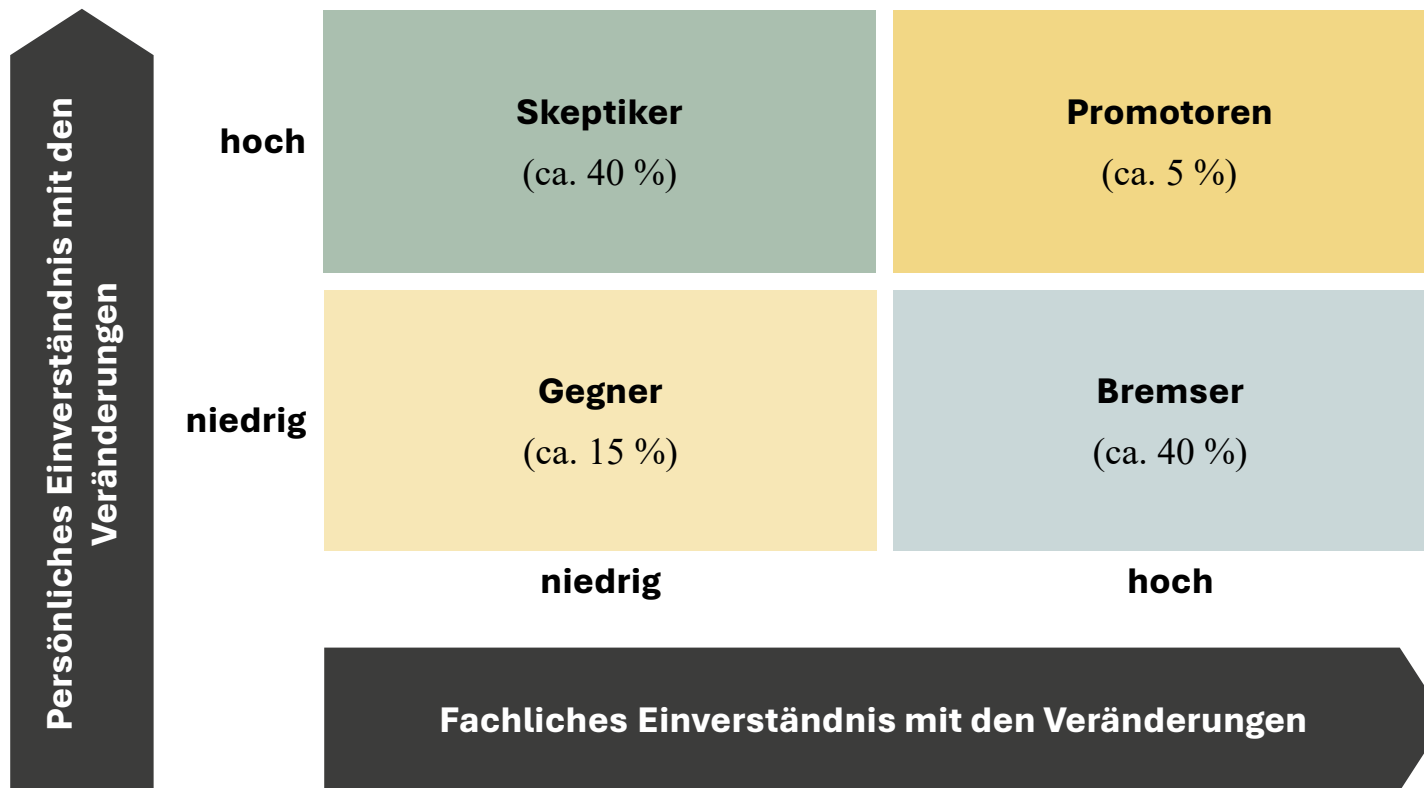 Persönliches Einverständnis mit den
Veränderungen
hoch
Skeptiker
(ca. 40 %)
Promotoren
(ca. 5 %)
niedrig
Gegner
(ca. 15 %)
Bremser
(ca. 40 %)
niedrig
hoch
Fachliches Einverständnis mit den Veränderungen